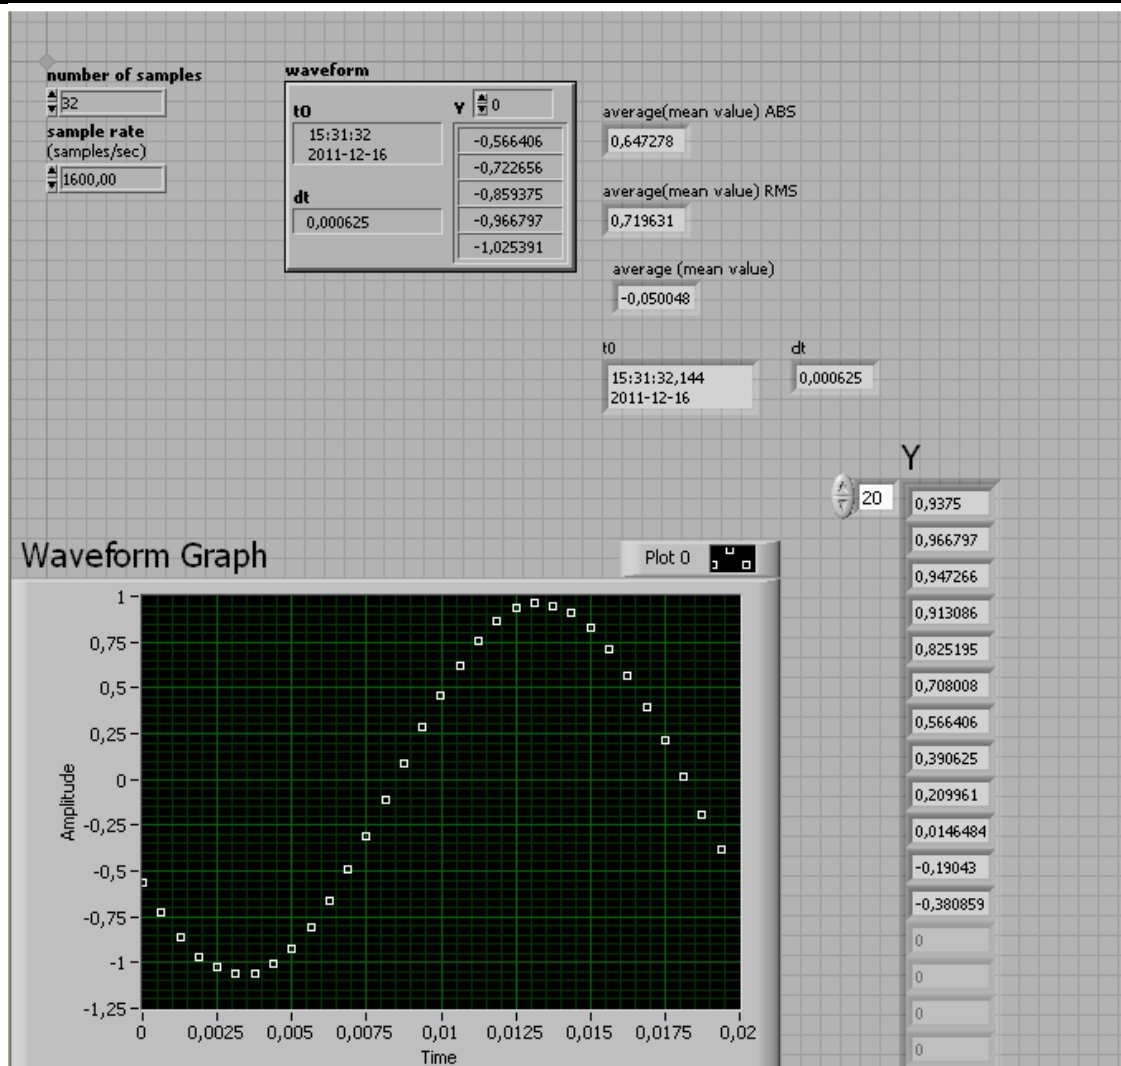 number of samples
32
sample rate
(samples/sec)
1600,00
waveform
t0
15:31:32
2011-12-16
dt
0,000625
Y
0
-0,566406
-0,722656
-0,859375
-0,966797
-1,025391
average(mean value) ABS
0,647278
average(mean value) RMS
0,719631
average (mean value)
-0,050048
t0
15:31:32,144
2011-12-16
dt
0,000625
Y
20
0,9375
0,966797
0,947266
0,913086
0,825195
0,708008
0,566406
0,390625
0,209961
0,0146484
-0,19043
-0,380859
0
0
0
0
Waveform Graph
Plot 0
Amplitude
1
0,75
0,5
0,25
0
-0,25
-0,5
-0,75
-1
-1,25
0 0,0025 0,005 0,0075 0,01 0,0125 0,015 0,0175 0,02
Time